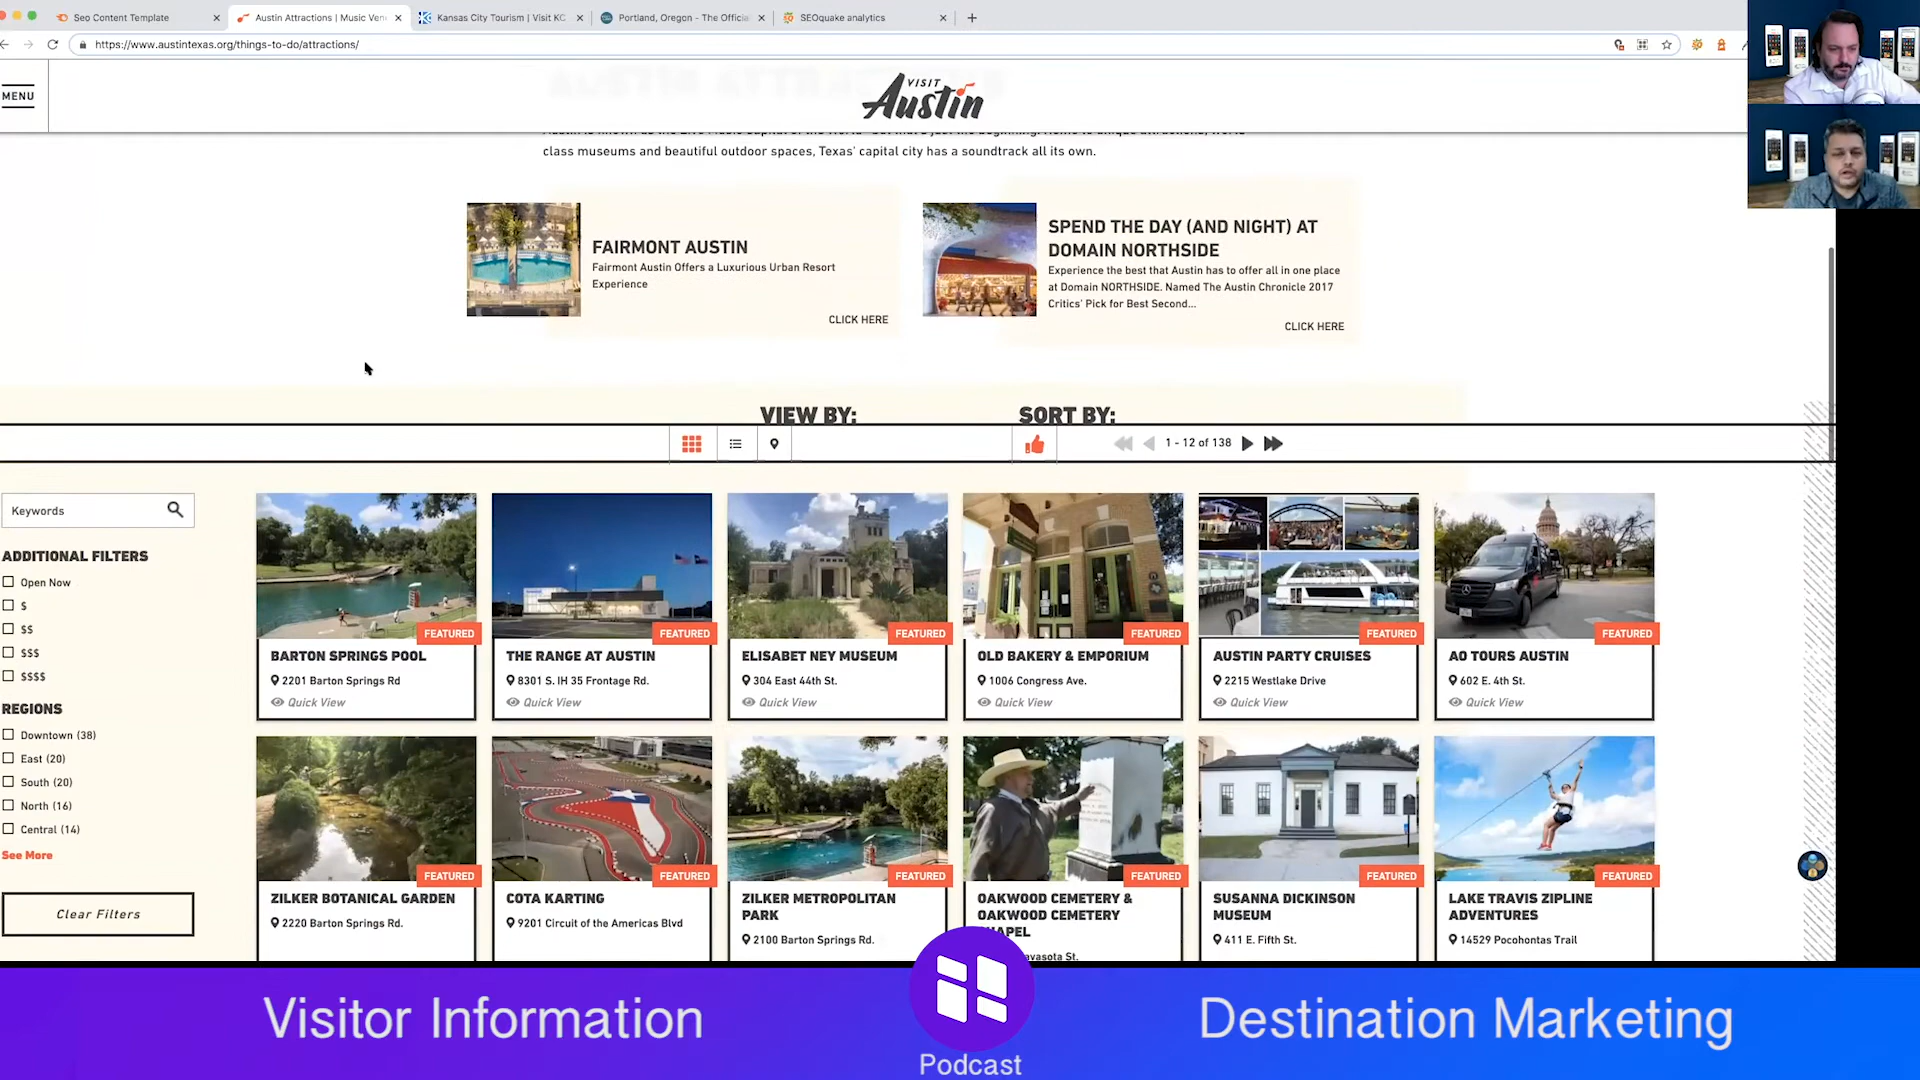 Seo Content Template
Austin Attractions | Music Ven
Kansas City Tourism | Visit KC
Portland, Oregon - The Officia
SEOquake analytics
https://www.austintexas.org/things-to-do/attractions/
MENU
VISIT
Austin
class museums and beautiful outdoor spaces, Texas' capital city has a soundtrack all its own.
FAIRMONT AUSTIN
Fairmont Austin Offers a Luxurious Urban Resort
Experience
CLICK HERE
SPEND THE DAY (AND NIGHT) AT
DOMAIN NORTHSIDE
Experience the best that Austin has to offer all in one place
at Domain NORTHSIDE. Named The Austin Chronicle 2017
Critics' Pick for Best Second...
CLICK HERE
VIEW BY:
SORT BY:
1 - 12 of 138
Keywords
ADDITIONAL FILTERS
Open Now
$
$$
$$$
$$$$
REGIONS
Downtown (38)
East (20)
South (20)
North (16)
Central (14)
See More
Clear Filters
FEATURED
BARTON SPRINGS POOL
2201 Barton Springs Rd
Quick View
FEATURED
THE RANGE AT AUSTIN
8301 S. IH 35 Frontage Rd.
Quick View
FEATURED
ELISABET NEY MUSEUM
304 East 44th St.
Quick View
FEATURED
OLD BAKERY & EMPORIUM
1006 Congress Ave.
Quick View
FEATURED
AUSTIN PARTY CRUISES
2215 Westlake Drive
Quick View
FEATURED
AO TOURS AUSTIN
602 E. 4th St.
Quick View
FEATURED
ZILKER BOTANICAL GARDEN
2220 Barton Springs Rd.
FEATURED
COTA KARTING
9201 Circuit of the Americas Blvd
FEATURED
ZILKER METROPOLITAN
PARK
2100 Barton Springs Rd.
FEATURED
OAKWOOD CEMETERY &
OAKWOOD CEMETERY
APEL
avasota St.
FEATURED
SUSANNA DICKINSON
MUSEUM
411 E. Fifth St.
FEATURED
LAKE TRAVIS ZIPLINE
ADVENTURES
14529 Pocohontas Trail
Visitor Information
Podcast
Destination Marketing